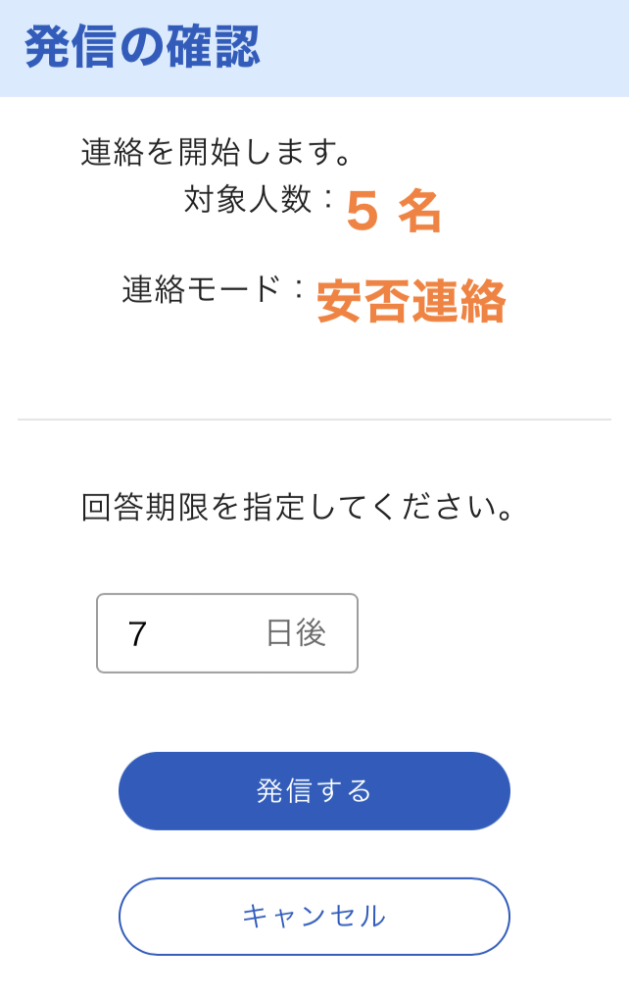 発信の確認
連絡を開始します。
対象人数：5 名
連絡モード：安否連絡
回答期限を指定してください。
7 日後
発信する
キャンセル